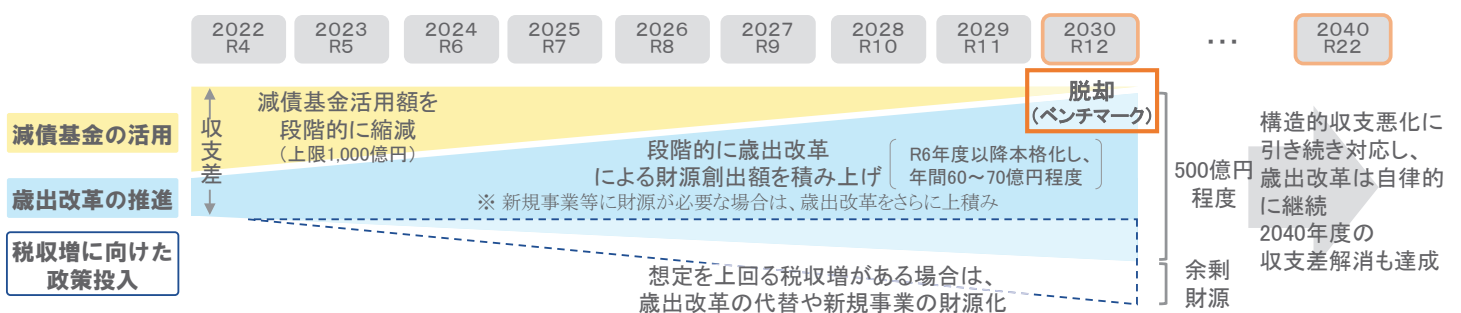 2022
R4
2023
R5
2024
R6
2025
R7
2026
R8
2027
R9
2028
R10
2029
R11
2030
R12
…
2040
R22
減債基金の活用
歳出改革の推進
税収増に向けた
政策投入
収支差
減債基金活用額を
段階的に縮減
（上限1,000億円）
脱却
（ベンチマーク）
段階的に歳出改革
による財源創出額を積み上げ
R6年度以降本格化し、
年間60～70億円程度
※ 新規事業等に財源が必要な場合は、歳出改革をさらに上積み
想定を上回る税収増がある場合は、
歳出改革の代替や新規事業の財源化
500億円
程度
余剰
財源
構造的収支悪化に
引き続き対応し、
歳出改革は自律的
に継続
2040年度の
収支差解消も達成